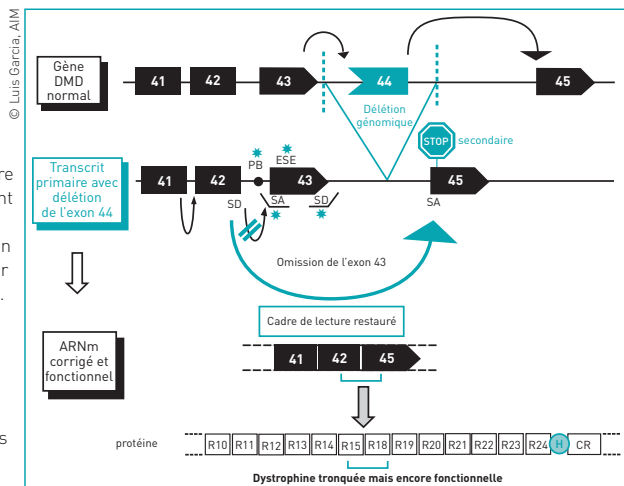 © Luis Garcia, AIM
Gène
DMD
normal
41
42
43
44
45
Délétion
génomique
STOP
secondaire
re
nt
n
r
.
s
Transcrit
primaire avec
délétion
de l'exon 44
41
42
PB
ESE
43
45
SD
SA
SD
SA
Omission de l'exon 43
Cadre de lecture restauré
ARNm
corrigé et
fonctionnel
41
42
45
protéine
R10
R11
R12
R13
R14
R15
R18
R19
R20
R21
R22
R23
R24
H
CR
Dystrophine tronquée mais encore fonctionnelle